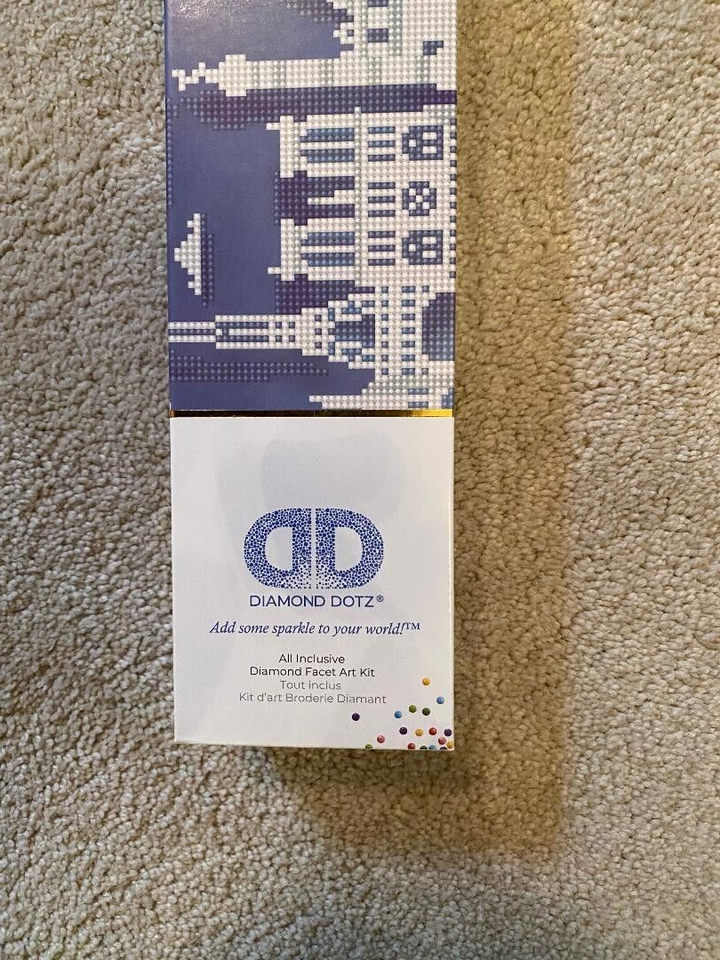 DIAMOND DOTZ®
Add some sparkle to your world!™
All Inclusive
Diamond Facet Art Kit
Tout inclus
Kit d'art Broderie Diamant